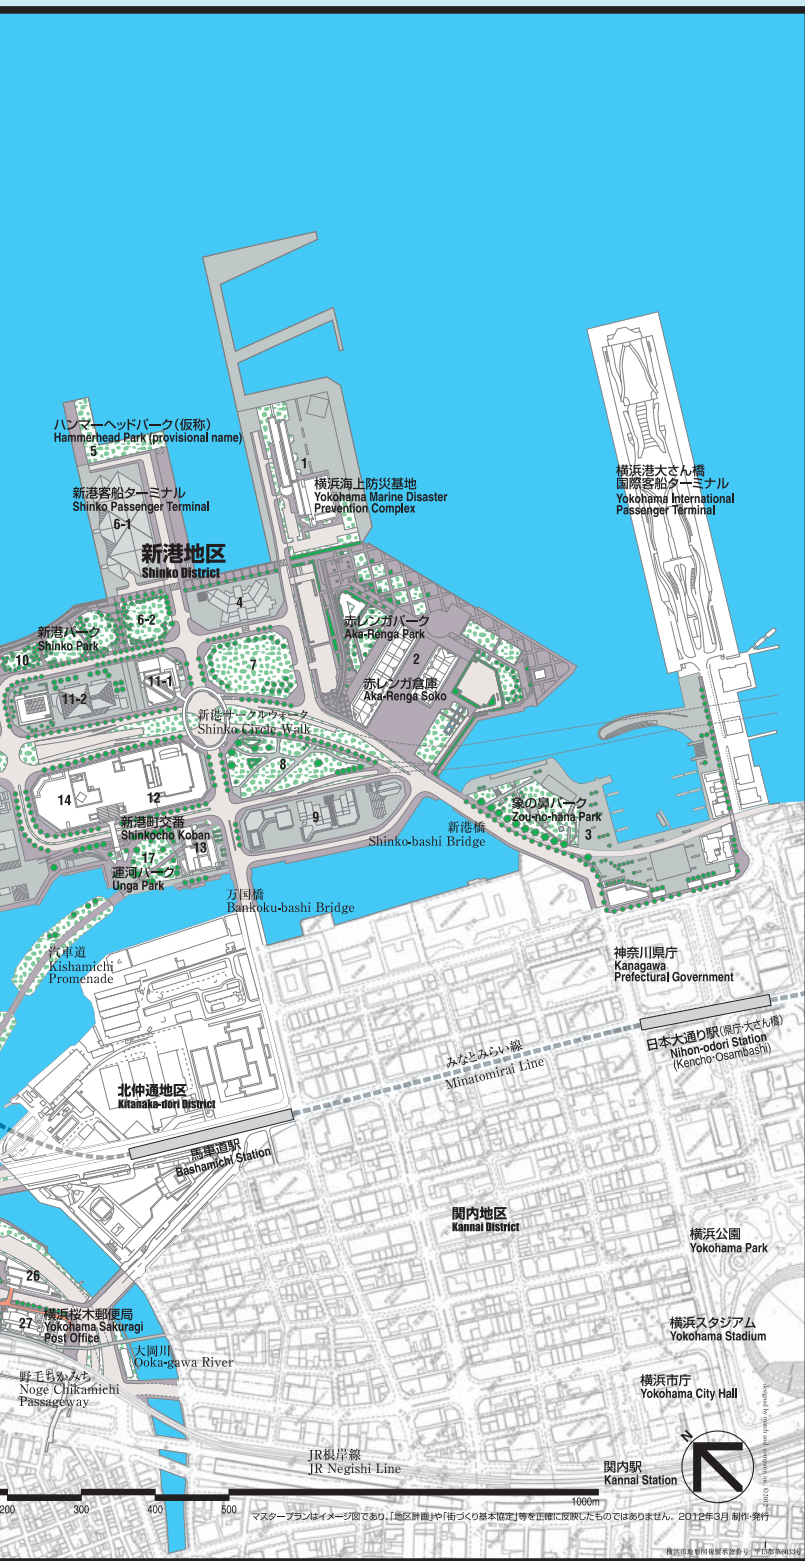 ハンマーヘッドパーク(仮称)
Hammerhead Park (provisional name)
5
1
横浜海上防災基地
Yokohama Marine Disaster
Prevention Complex
横浜港大さん橋
国際客船ターミナル
Yokohama International
Passenger Terminal
新港客船ターミナル
Shinko Passenger Terminal
6-1
新港地区
Shinko District
4
6-2
新港パーク
Shinko Park
10
赤レンガパーク
Aka-Renga Park
2
7
11-1
11-2
赤レンガ倉庫
Aka-Renga Soko
新港サークルウォーク
Shinko Circle Walk
8
14
12
9
象の鼻パーク
Zou-no-hana Park
3
新港町交番
Shinkocho Koban
13
新港橋
Shinko-bashi Bridge
17
運河パーク
Unga Park
万国橋
Bankoku-bashi Bridge
汽車道
Kishamichi
Promenade
神奈川県庁
Kanagawa
Prefectural Government
日本大通り駅(県庁・大さん橋)
Nihon-odori Station
(Kencho·Osambashi)
みなとみらい線
Minatomirai Line
北仲通地区
Kitanaka-dori District
馬車道駅
Bashamichi Station
関内地区
Kannai District
横浜公園
Yokohama Park
26
27
横浜桜木郵便局
Yokohama Sakuragi
Post Office
横浜スタジアム
Yokohama Stadium
大岡川
Ooka-gawa River
野毛ちかみち
Noge Chikamichi
Passageway
横浜市庁
Yokohama City Hall
N
JR根岸線
JR Negishi Line
関内駅
Kannai Station
200 300 400 500 1000m
マスタープランはイメージ図であり、「地区計画」や「街づくり基本協定」等を正確に反映したものではありません。 2012年3月 制作・発行